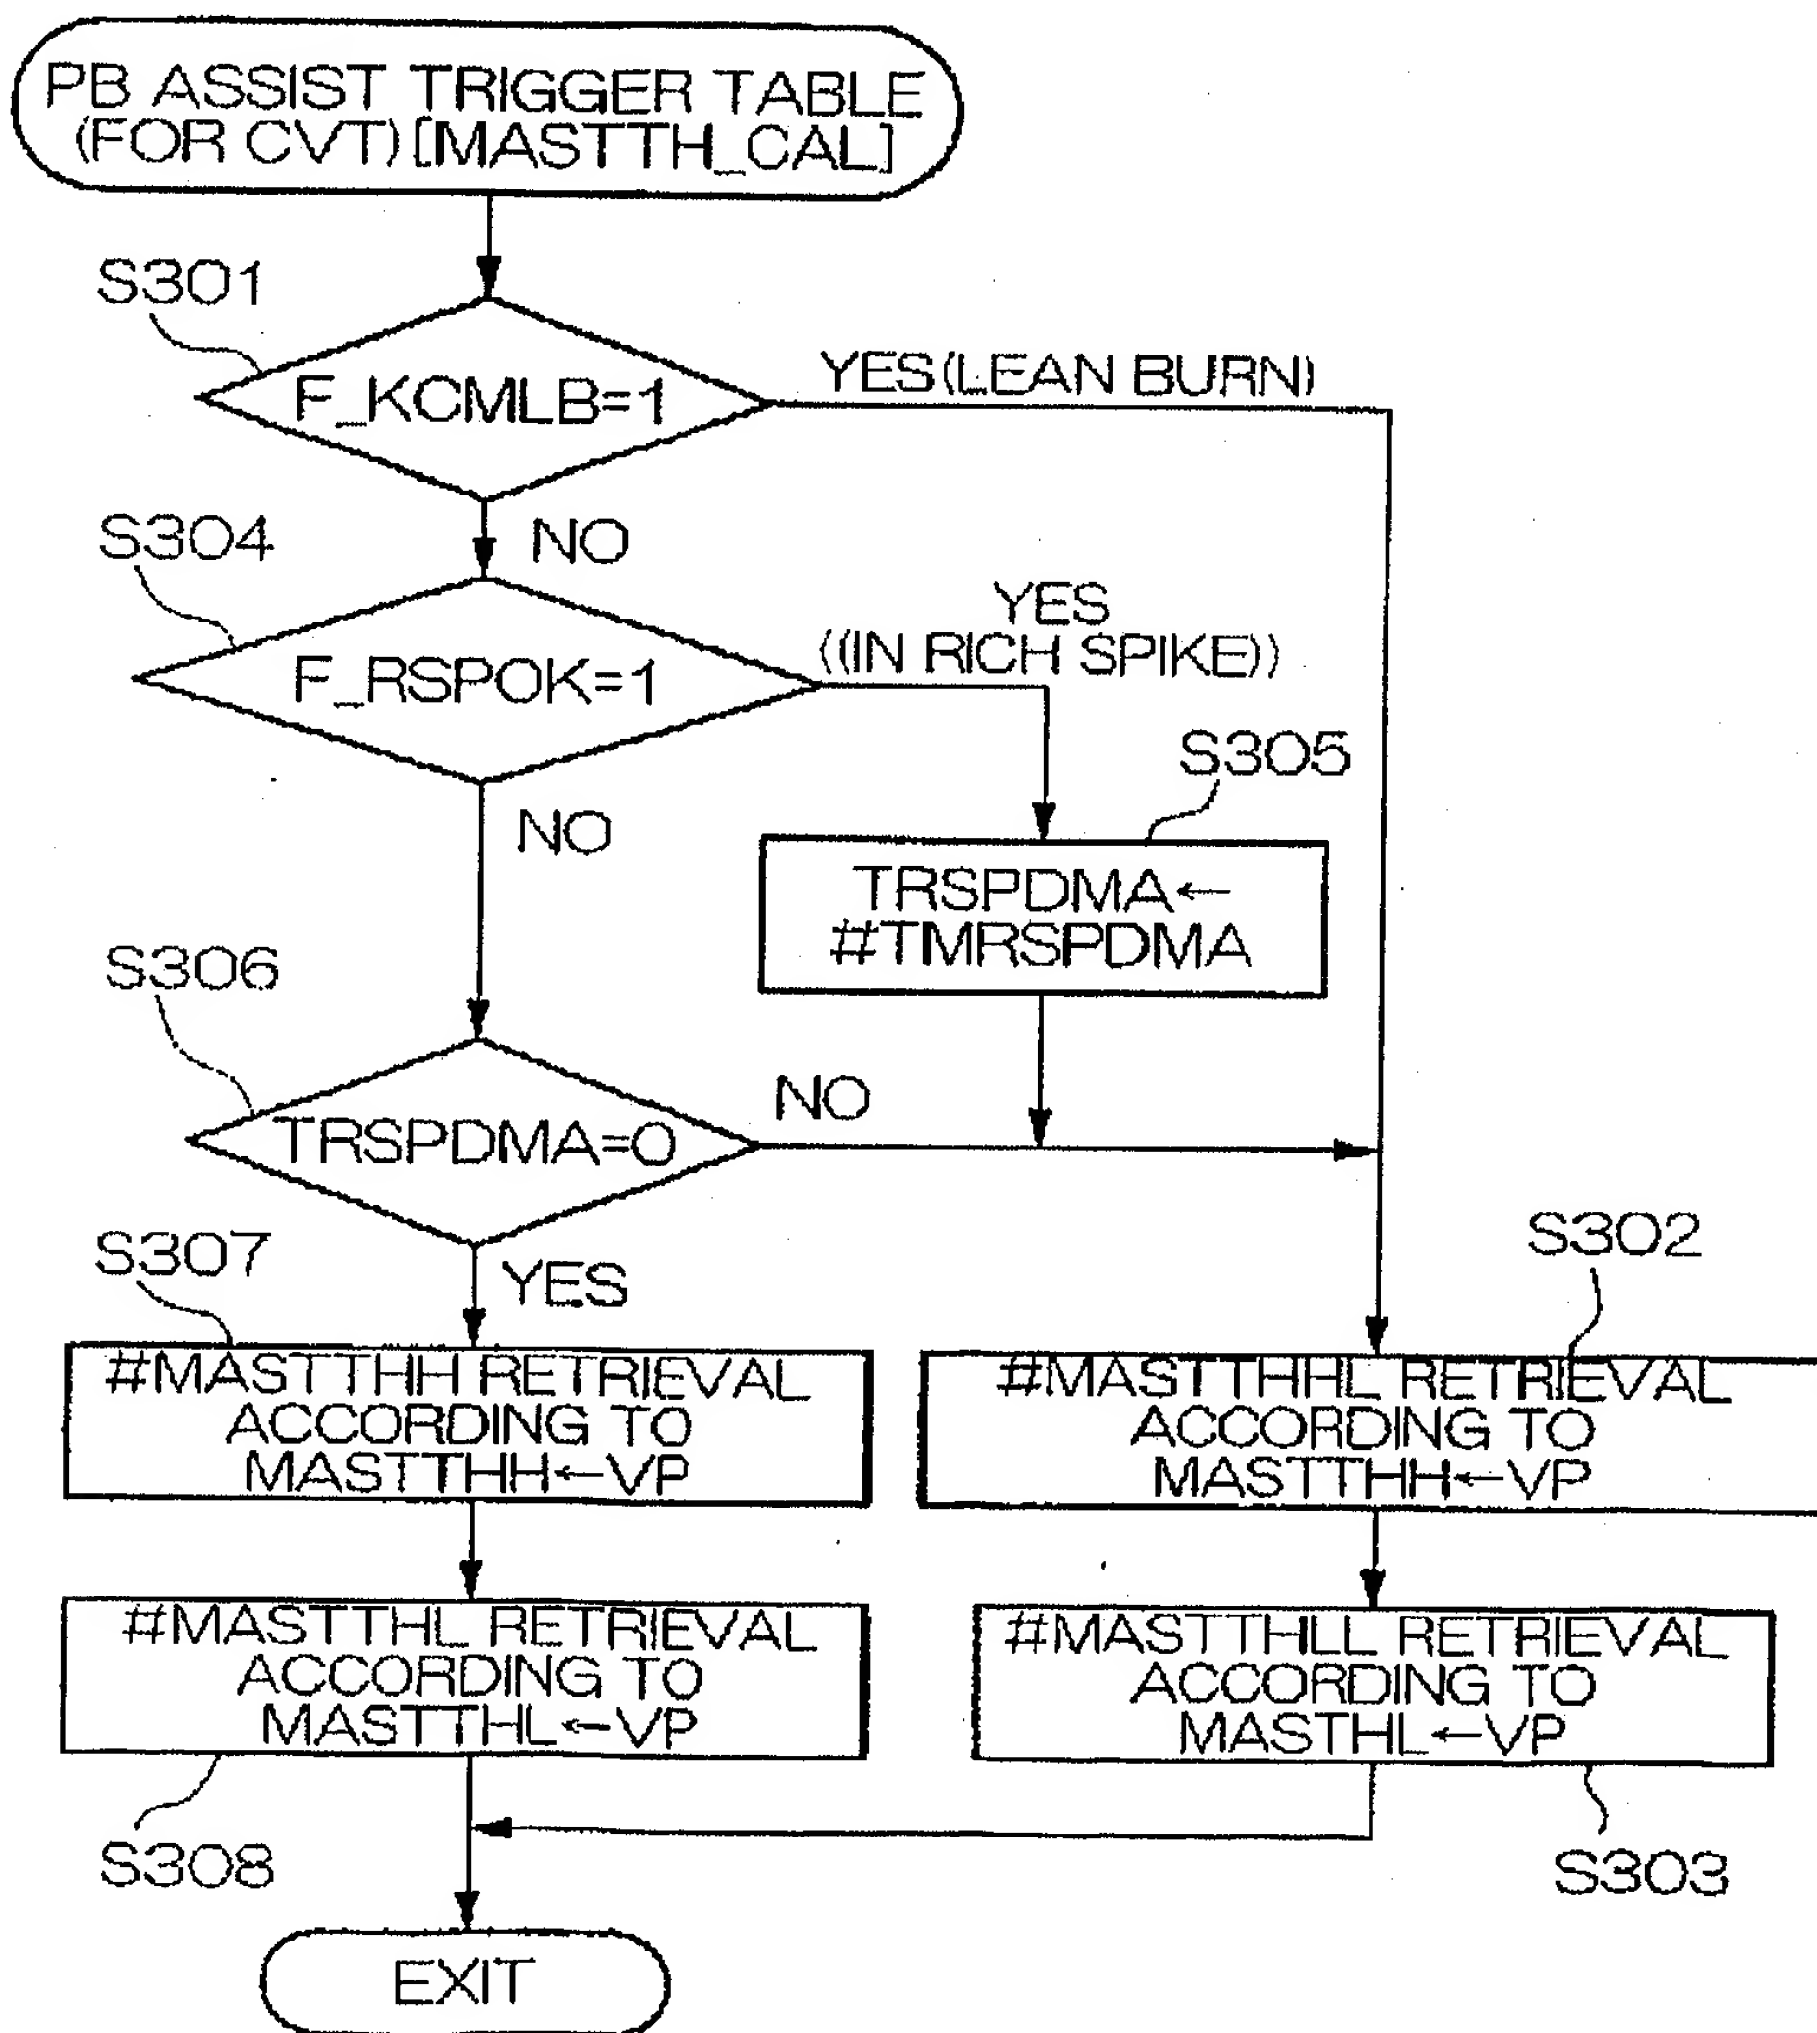 PB ASSIST TRIGGER TABLE
(FOR CVT) [MASTTH_CAL]
S301
F_KCMLB=1
YES(LEAN BURN)
NO
S304
F_RSPOK=1
YES
((IN RICH SPIKE))
NO
S305
TRSPDMA←
#TMRSPDMA
S306
TRSPDMA=0
NO
YES
S307
#MASTTHH RETRIEVAL
ACCORDING TO
MASTTHH←VP
S302
#MASTTHHL RETRIEVAL
ACCORDING TO
MASTTHH←VP
#MASTTHL RETRIEVAL
ACCORDING TO
MASTTHL←VP
S308
#MASTTHLL RETRIEVAL
ACCORDING TO
MASTHL←VP
S303
EXIT